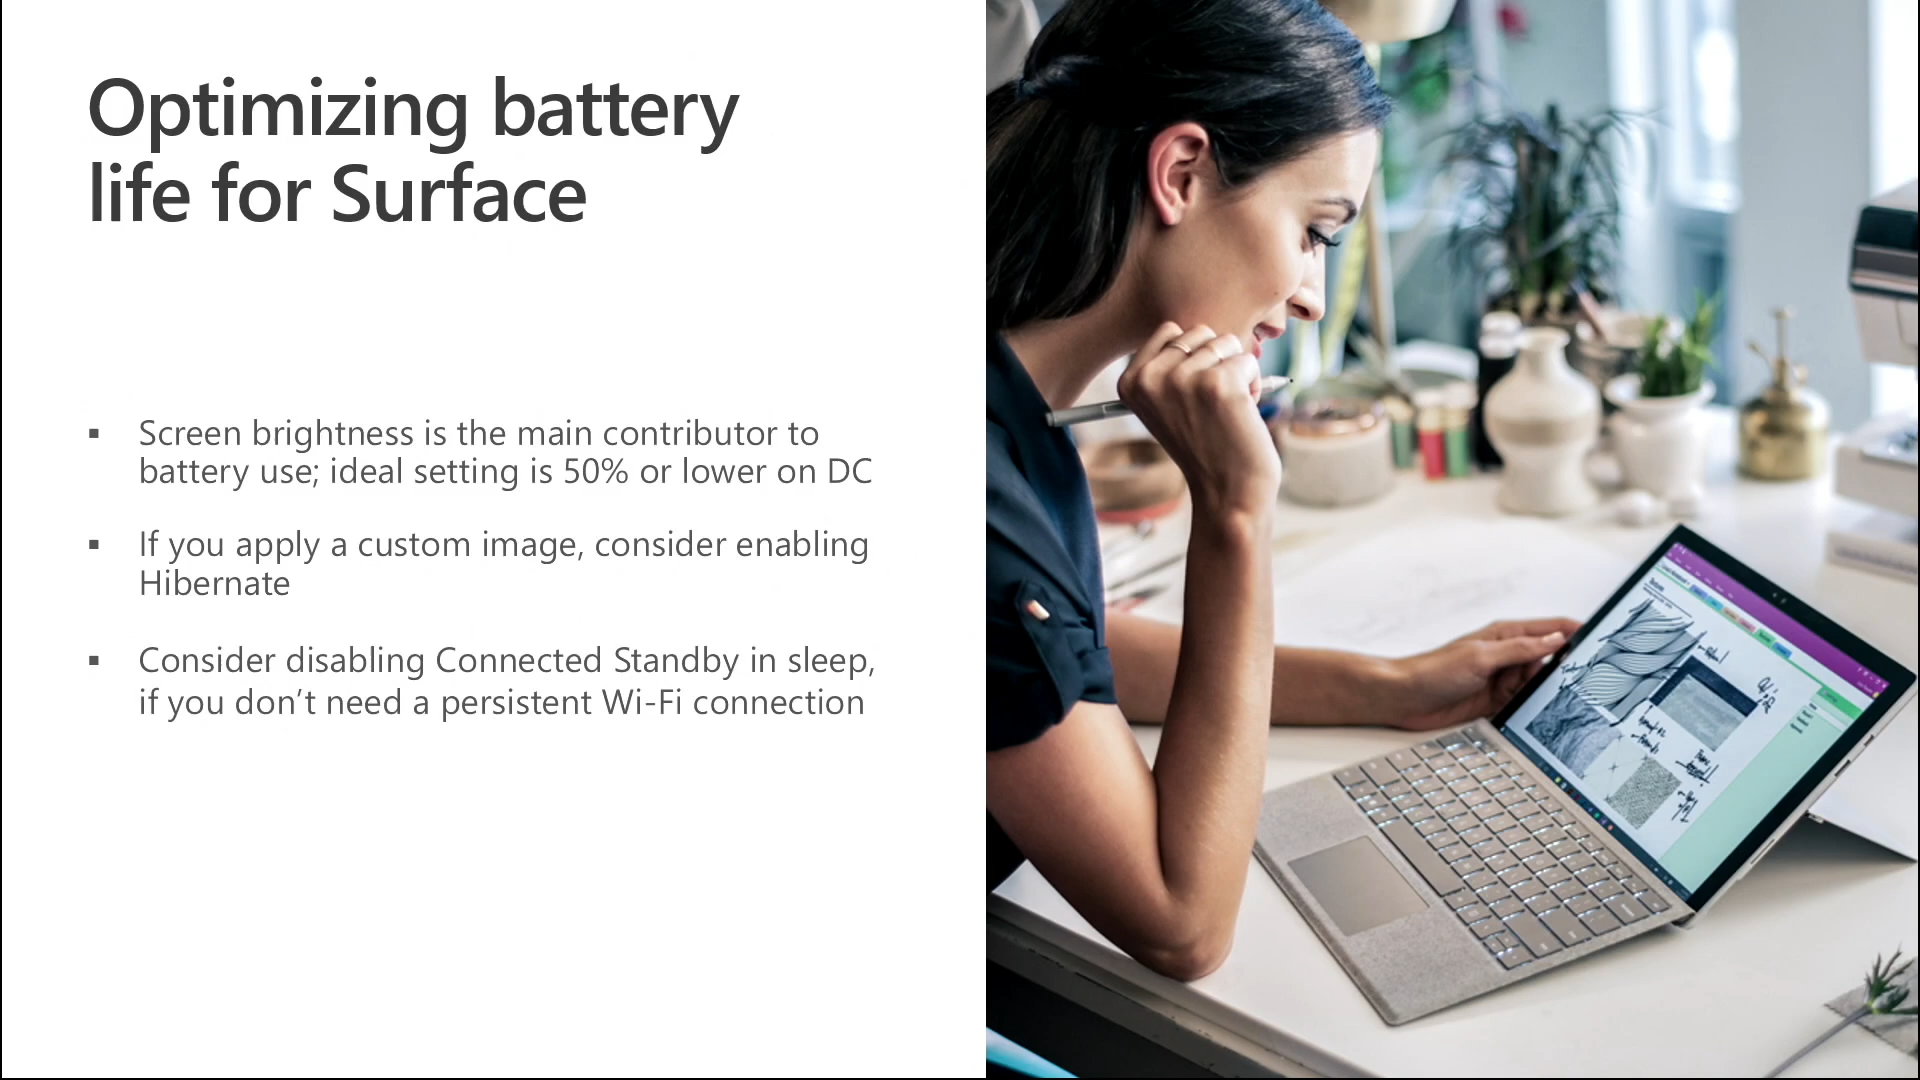 Optimizing battery
life for Surface
▪ Screen brightness is the main contributor to
battery use; ideal setting is 50% or lower on DC
▪ If you apply a custom image, consider enabling
Hibernate
▪ Consider disabling Connected Standby in sleep,
if you don’t need a persistent Wi-Fi connection